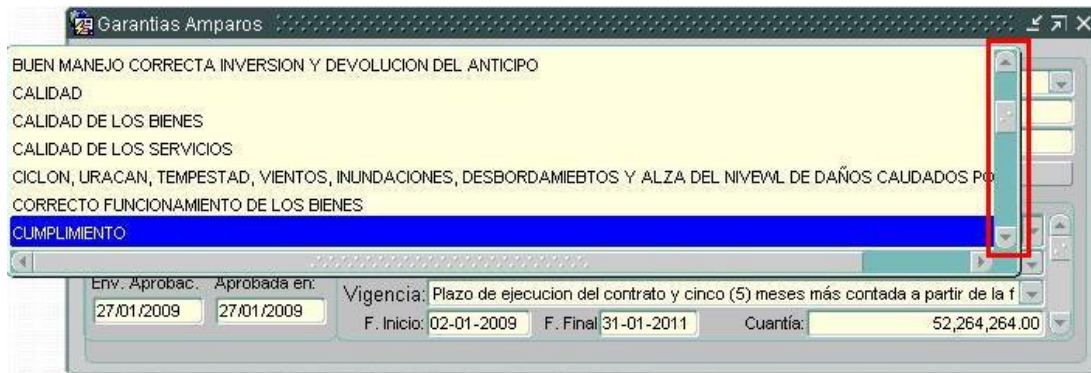 Garantias Amparos
BUEN MANEJO CORRECTA INVERSION Y DEVOLUCION DEL ANTICIPO
CALIDAD
CALIDAD DE LOS BIENES
CALIDAD DE LOS SERVICIOS
CICLON, URACAN, TEMPESTAD, VIENTOS, INUNDACIONES, DESBORDAMIEBTOS Y ALZA DEL NIVEWL DE DAÑOS CAUDADOS PO
CORRECTO FUNCIONAMIENTO DE LOS BIENES
CUMPLIMIENTO
Env. Aprobac. Aprobada en:
27/01/2009 27/01/2009
Vigencia: Plazo de ejecucion del contrato y cinco (5) meses más contada a partir de la f
F. Inicio: 02-01-2009 F. Final 31-01-2011 Cuantía: 52,264,264.00